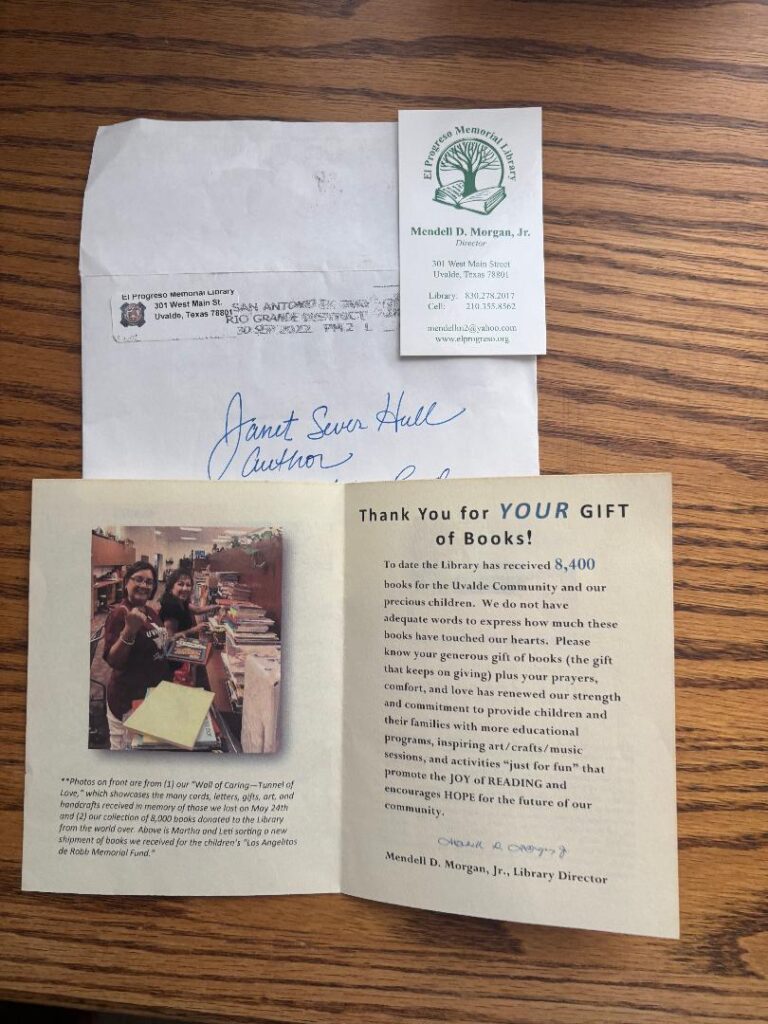 El Progreso Memorial Library
Mendell D. Morgan, Jr.
Director
301 West Main Street
Uvalde, Texas 78801
Library: 830.278.2017
Cell: 210.355.8562
mendellm2@yahoo.com
www.elprogreso.org
El Progreso Memorial Library
301 West Main St.
Uvalde, Texas 78801
SAN ANTONIO TX
RIO GRANDE DISTRICT
30 SEP 2022 PM 2 L
Janet Sever Hull
Author
Thank You for YOUR GIFT
of Books!
To date the Library has received 8,400
books for the Uvalde Community and our
precious children. We do not have
adequate words to express how much these
books have touched our hearts. Please
know your generous gift of books (the gift
that keeps on giving) plus your prayers,
comfort, and love has renewed our strength
and commitment to provide children and
their families with more educational
programs, inspiring art/crafts/music
sessions, and activities “just for fun” that
promote the JOY of READING and
encourages HOPE for the future of our
community.
Mendell D. Morgan, Jr., Library Director
**Photos on front are from (1) our “Wall of Caring—Tunnel of
Love,” which showcases the many cards, letters, gifts, art, and
handcrafts received in memory of those we lost on May 24th
and (2) our collection of 8,000 books donated to the Library
from the world over. Above is Martha and Leti sorting a new
shipment of books we received for the children's “Los Angelitos
de Robb Memorial Fund.”